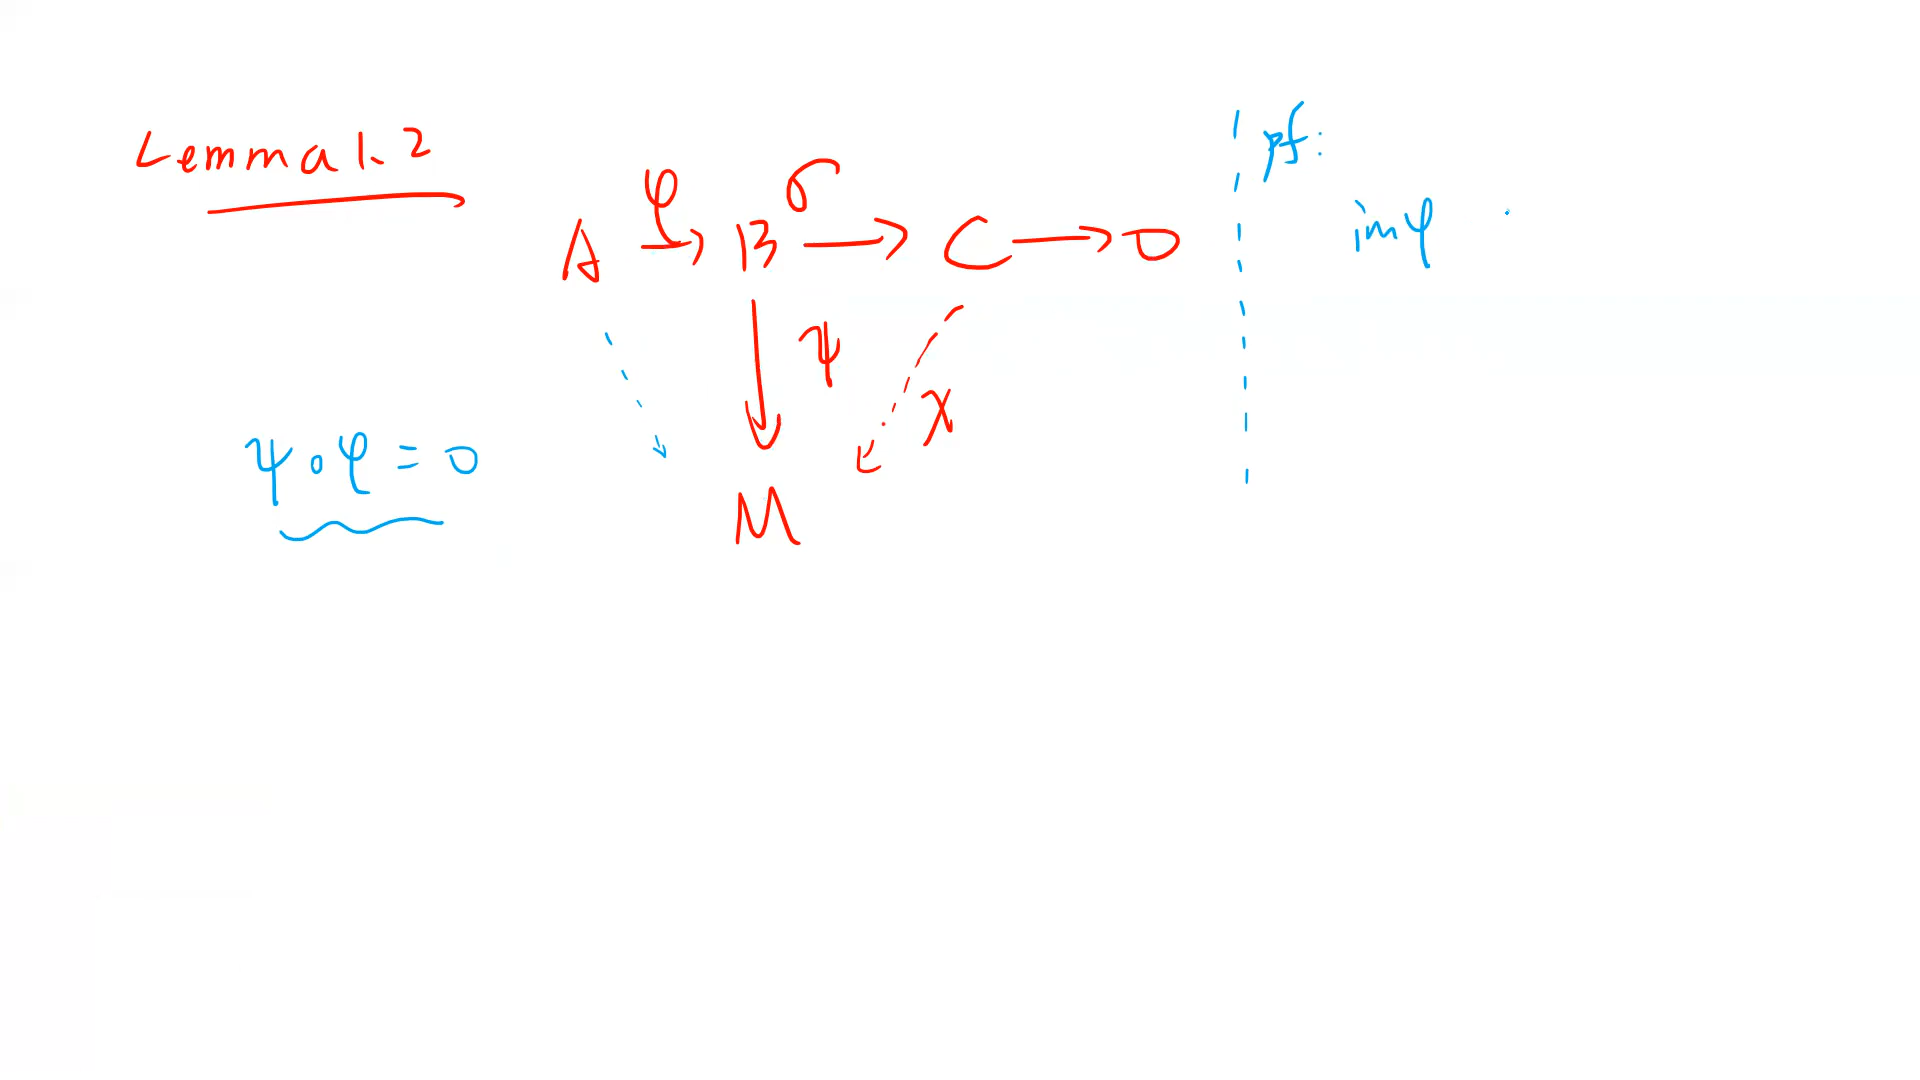 Lemma 1.2
φ σ
A → B → C → 0
ψ
χ
ψ∘φ = 0
M
pf:
imφ